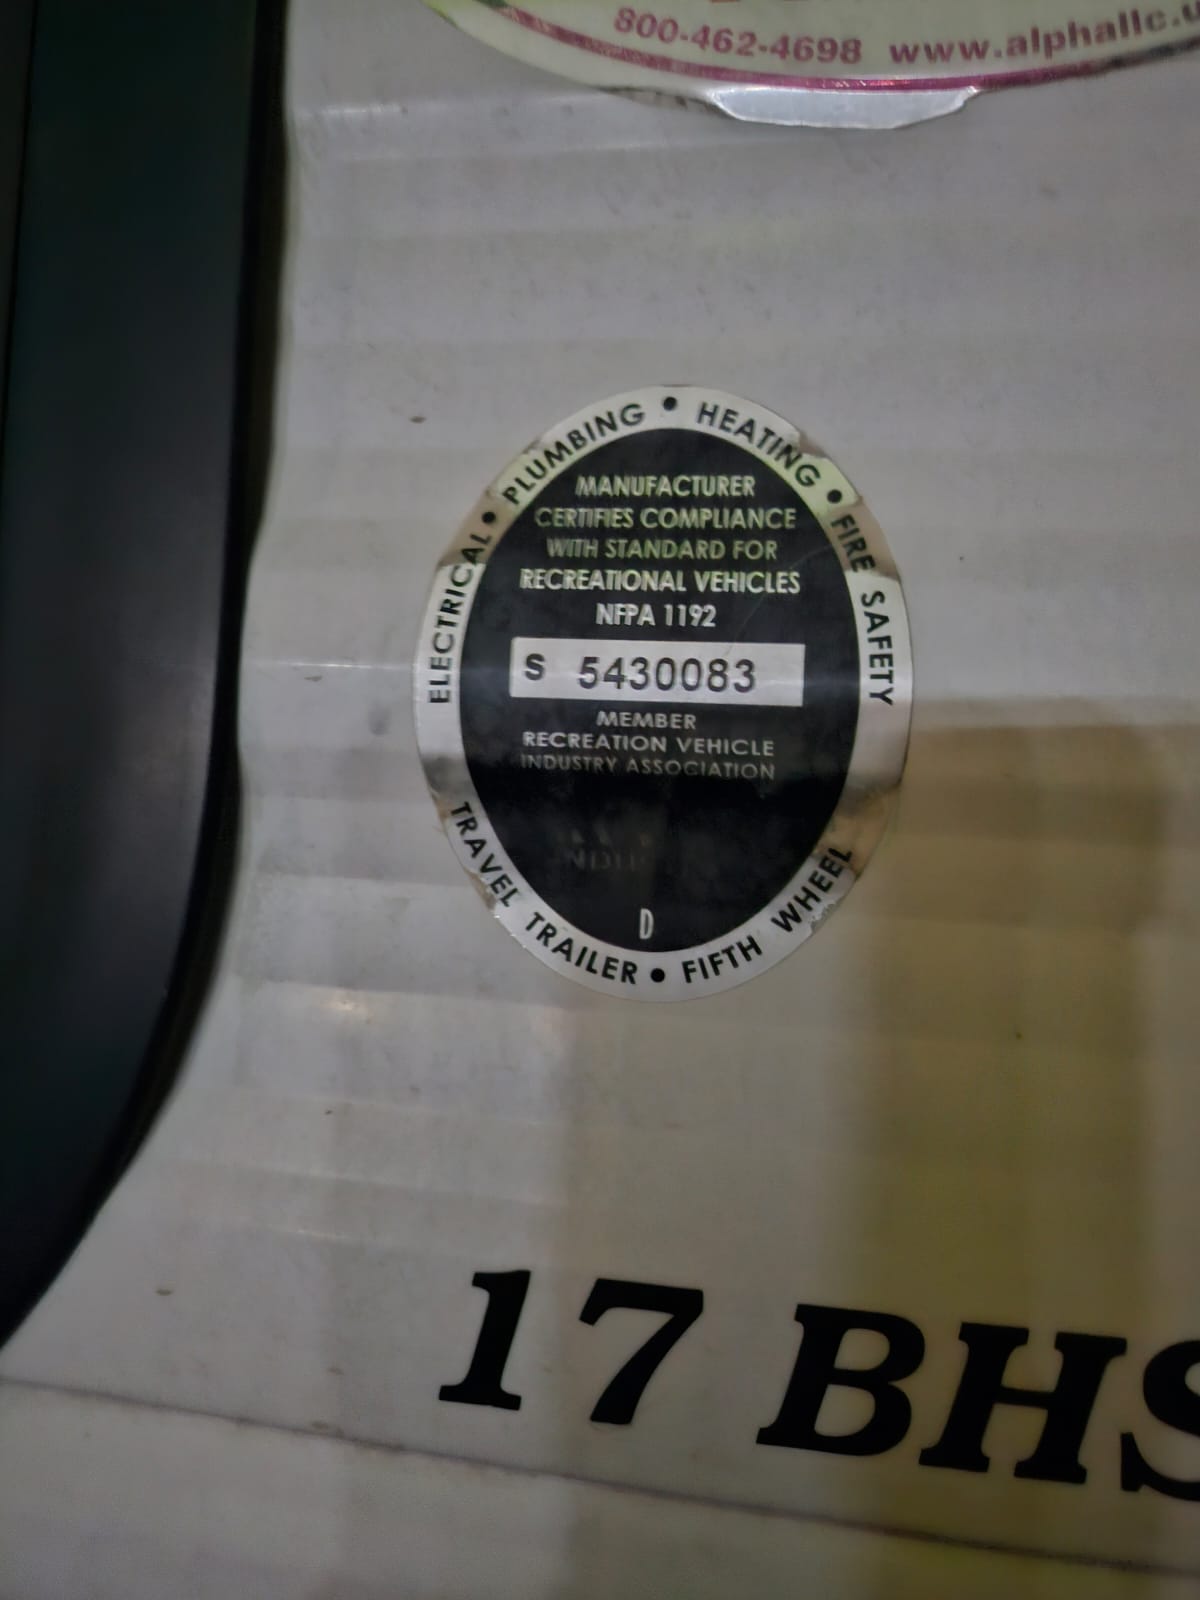 800-462-4698 www.alphallc.u
ELECTRICAL • PLUMBING • HEATING • FIRE SAFETY
MANUFACTURER
CERTIFIES COMPLIANCE
WITH STANDARD FOR
RECREATIONAL VEHICLES
NFPA 1192
S 5430083
MEMBER
RECREATION VEHICLE
INDUSTRY ASSOCIATION
D
TRAVEL TRAILER • FIFTH WHEEL
17 BHS